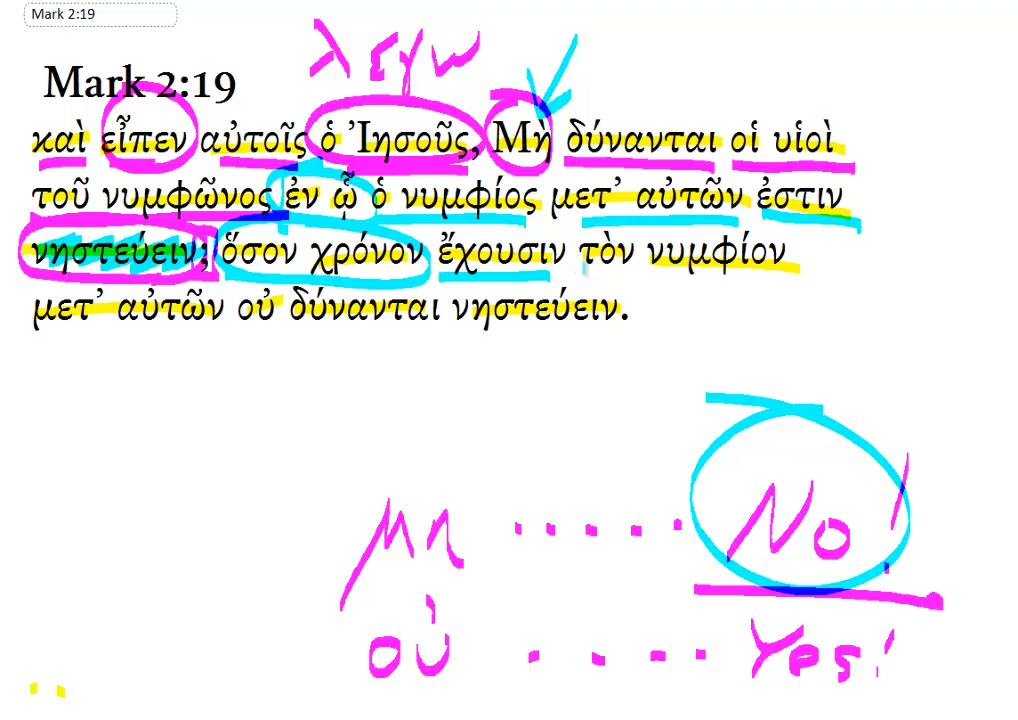 Mark 2:19
λεγω
Mark 2:19
καὶ εἶπεν αὐτοῖς ὁ Ἰησοῦς, Μὴ δύνανται οἱ υἱοὶ
τοῦ νυμφῶνος ἐν ᾧ ὁ νυμφίος μετ’ αὐτῶν ἐστιν
νηστεύειν; ὅσον χρόνον ἔχουσιν τὸν νυμφίον
μετ’ αὐτῶν οὐ δύνανται νηστεύειν.
μη ..... No!
οὐ .... Yes!